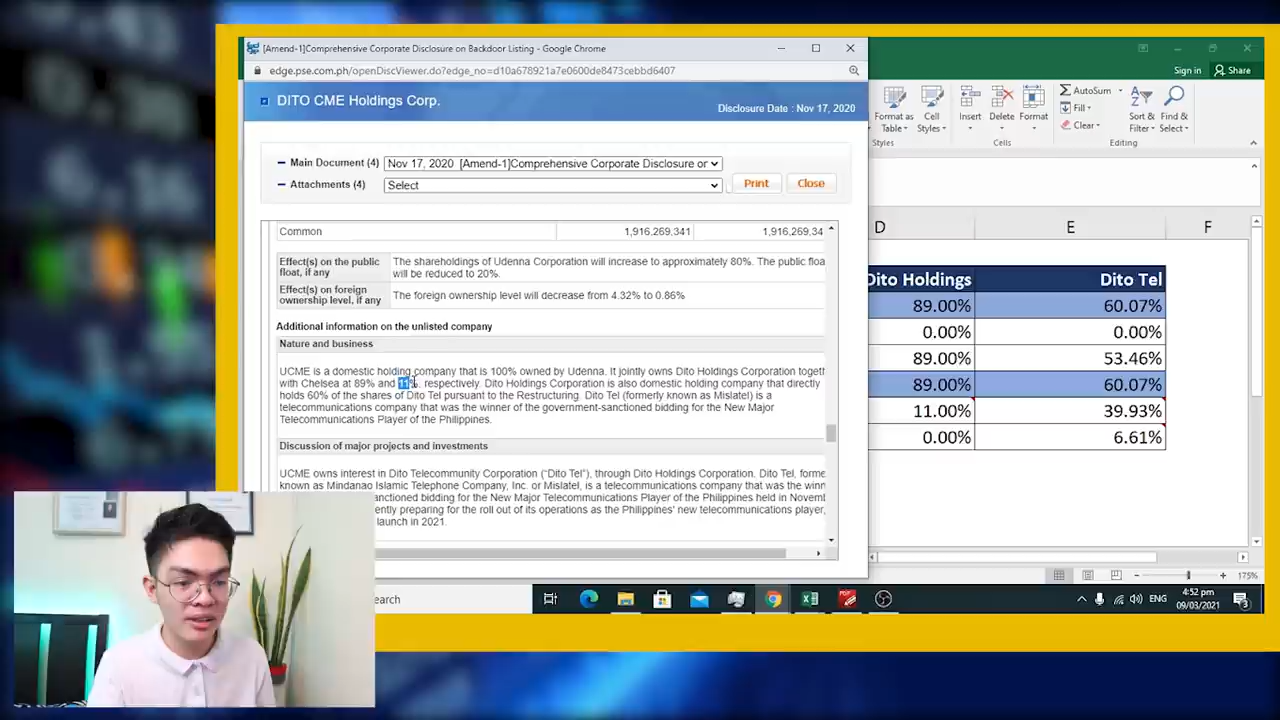 [Amend-1]Comprehensive Corporate Disclosure on Backdoor Listing - Google Chrome
edge.pse.com.ph/openDiscViewer.do?edge_no=d10a678921a7e0600de8473cebbd6407
Sign in
Share
DITO CME Holdings Corp.
Disclosure Date : Nov 17, 2020
Main Document (4)
Nov 17, 2020 [Amend-1]Comprehensive Corporate Disclosure or
Attachments (4)
Select
Print
Close
Format as Table
Cell Styles
Insert
Delete
Format
AutoSum
Fill
Clear
Sort & Filter
Find & Select
Styles
Cells
Editing
Common 1,916,269,341 1,916,269,34
Effect(s) on the public float, if any
The shareholdings of Udenna Corporation will increase to approximately 80%. The public floa
will be reduced to 20%.
Effect(s) on foreign ownership level, if any
The foreign ownership level will decrease from 4.32% to 0.86%
Additional information on the unlisted company
Nature and business
UCME is a domestic holding company that is 100% owned by Udenna. It jointly owns Dito Holdings Corporation togeth
with Chelsea at 89% and 11%, respectively. Dito Holdings Corporation is also domestic holding company that directly
holds 60% of the shares of Dito Tel pursuant to the Restructuring. Dito Tel (formerly known as Mislatel) is a
telecommunications company that was the winner of the government-sanctioned bidding for the New Major
Telecommunications Player of the Philippines.
Discussion of major projects and investments
UCME owns interest in Dito Telecommunity Corporation ("Dito Tel"), through Dito Holdings Corporation. Dito Tel, forme
known as Mindanao Islamic Telephone Company, Inc. or Mislatel, is a telecommunications company that was the winn
anctioned bidding for the New Major Telecommunications Player of the Philippines held in Novemb
ently preparing for the roll out of its operations as the Philippines' new telecommunications player,
launch in 2021.
D E F
Dito Holdings Dito Tel
89.00% 60.07%
0.00% 0.00%
89.00% 53.46%
89.00% 60.07%
11.00% 39.93%
0.00% 6.61%
175%
earch
ENG
4:52 pm
09/03/2021
3